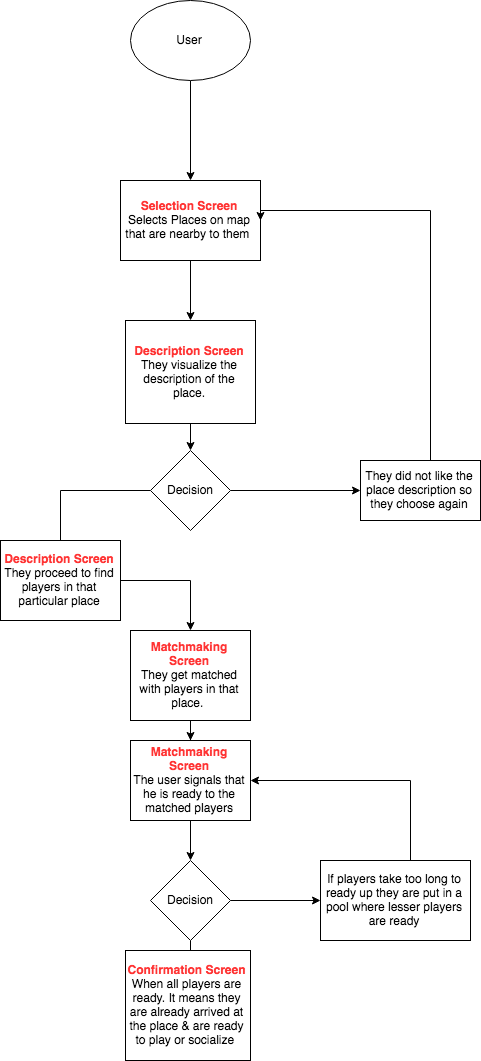 User
Selection Screen
Selects Places on map
that are nearby to them
Description Screen
They visualize the
description of the
place.
Decision
They did not like the
place description so
they choose again
Description Screen
They proceed to find
players in that
particular place
Matchmaking
Screen
They get matched
with players in that
place.
Matchmaking
Screen
The user signals that
he is ready to the
matched players
Decision
If players take too long to
ready up they are put in a
pool where lesser players
are ready
Confirmation Screen
When all players are
ready. It means they
are already arrived at
the place & are ready
to play or socialize